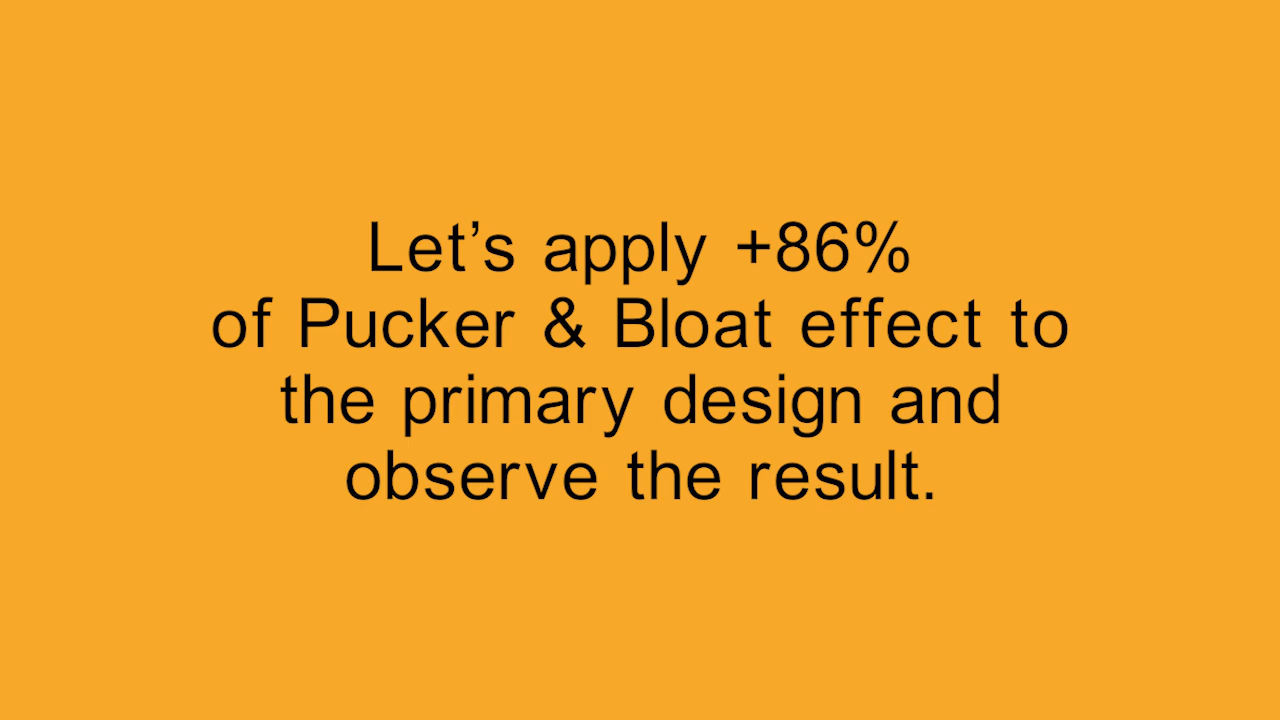 Let’s apply +86%
of Pucker & Bloat effect to
the primary design and
observe the result.